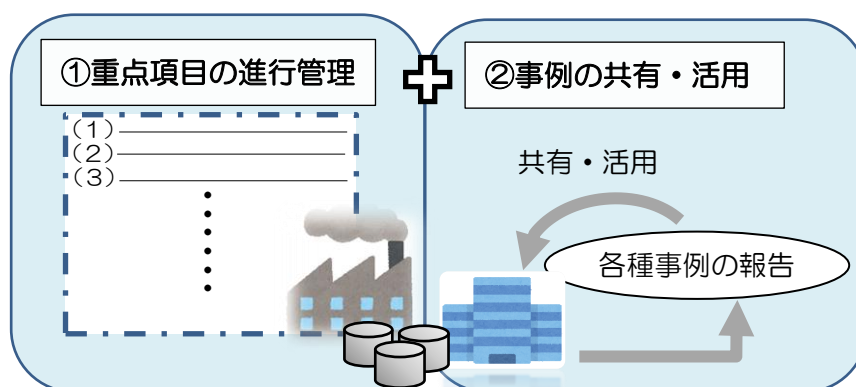 ①重点項目の進行管理
(1)
(2)
(3)
②事例の共有・活用
共有・活用
各種事例の報告